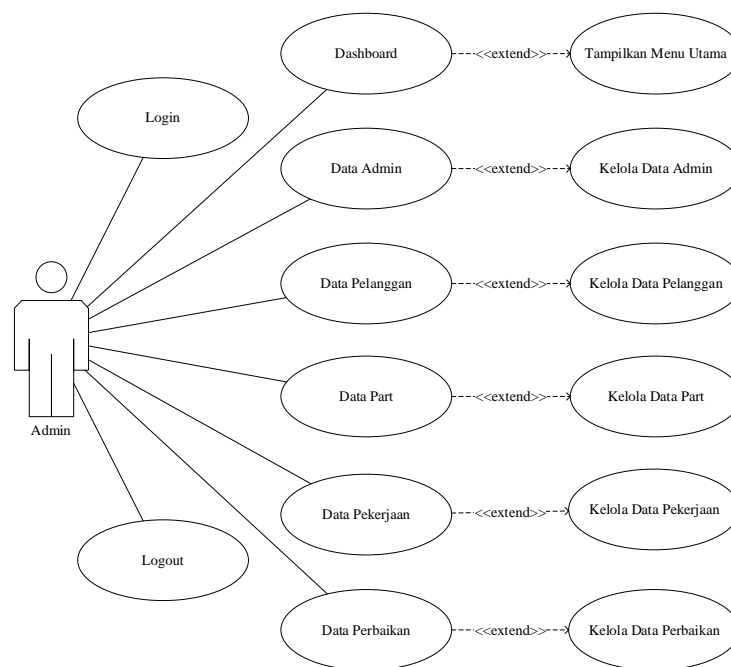 Dashboard <<extend>> Tampilkan Menu Utama
Login
Data Admin <<extend>> Kelola Data Admin
Data Pelanggan <<extend>> Kelola Data Pelanggan
Data Part <<extend>> Kelola Data Part
Admin
Data Pekerjaan <<extend>> Kelola Data Pekerjaan
Logout
Data Perbaikan <<extend>> Kelola Data Perbaikan